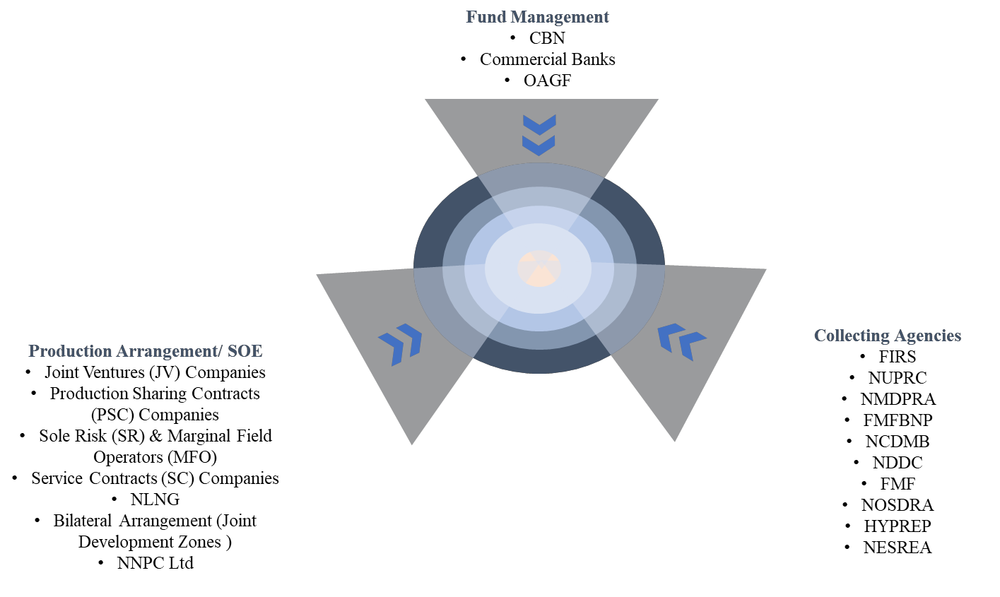 Fund Management
• CBN
• Commercial Banks
• OAGF
Production Arrangement/ SOE
• Joint Ventures (JV) Companies
• Production Sharing Contracts
(PSC) Companies
• Sole Risk (SR) & Marginal Field
Operators (MFO)
• Service Contracts (SC) Companies
• NLNG
• Bilateral Arrangement (Joint
Development Zones )
• NNPC Ltd
Collecting Agencies
• FIRS
• NUPRC
• NMDPRA
• FMFBNP
• NCDMB
• NDDC
• FMF
• NOSDRA
• HYPREP
• NESREA